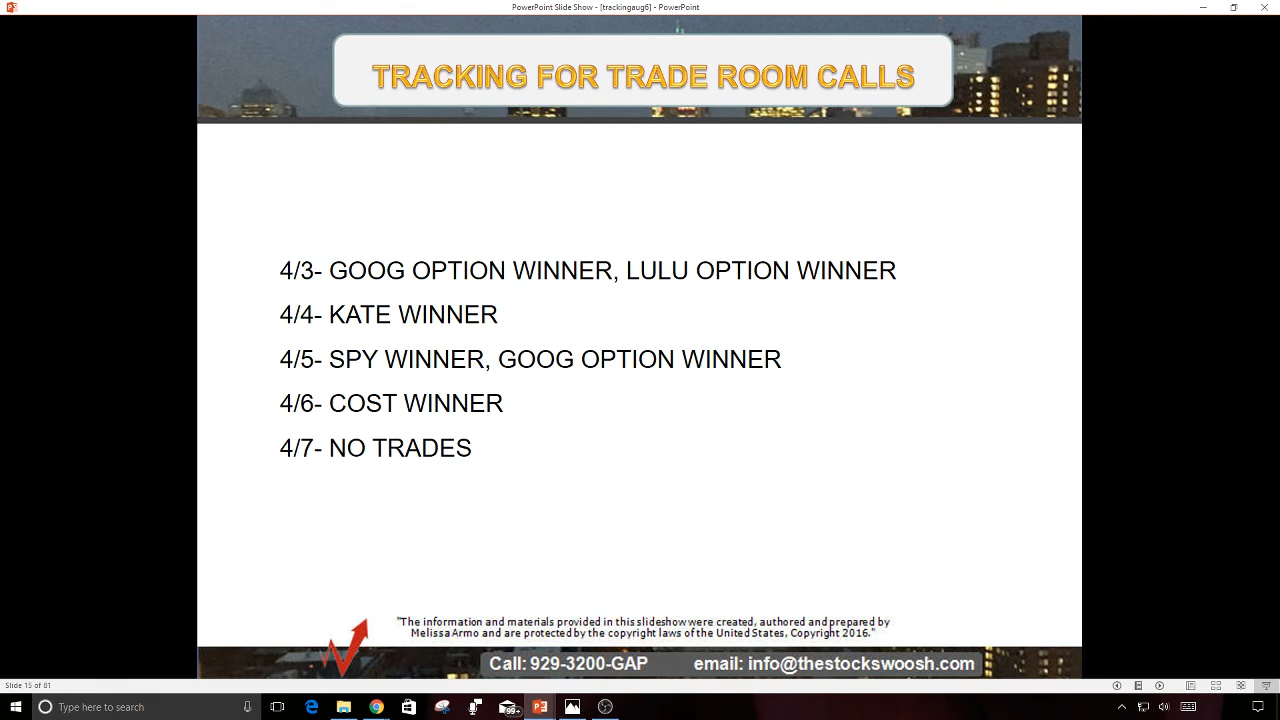 PowerPoint Slide Show - [trackingaug6] - PowerPoint
TRACKING FOR TRADE ROOM CALLS
4/3- GOOG OPTION WINNER, LULU OPTION WINNER
4/4- KATE WINNER
4/5- SPY WINNER, GOOG OPTION WINNER
4/6- COST WINNER
4/7- NO TRADES
"The information and materials provided in this slideshow were created, authored and prepared by
Melissa Armo and are protected by the copyright laws of the United States, Copyright 2016."
Call: 929-3200-GAP email: info@thestockswoosh.com
Slide 15 of 81
Type here to search
99+